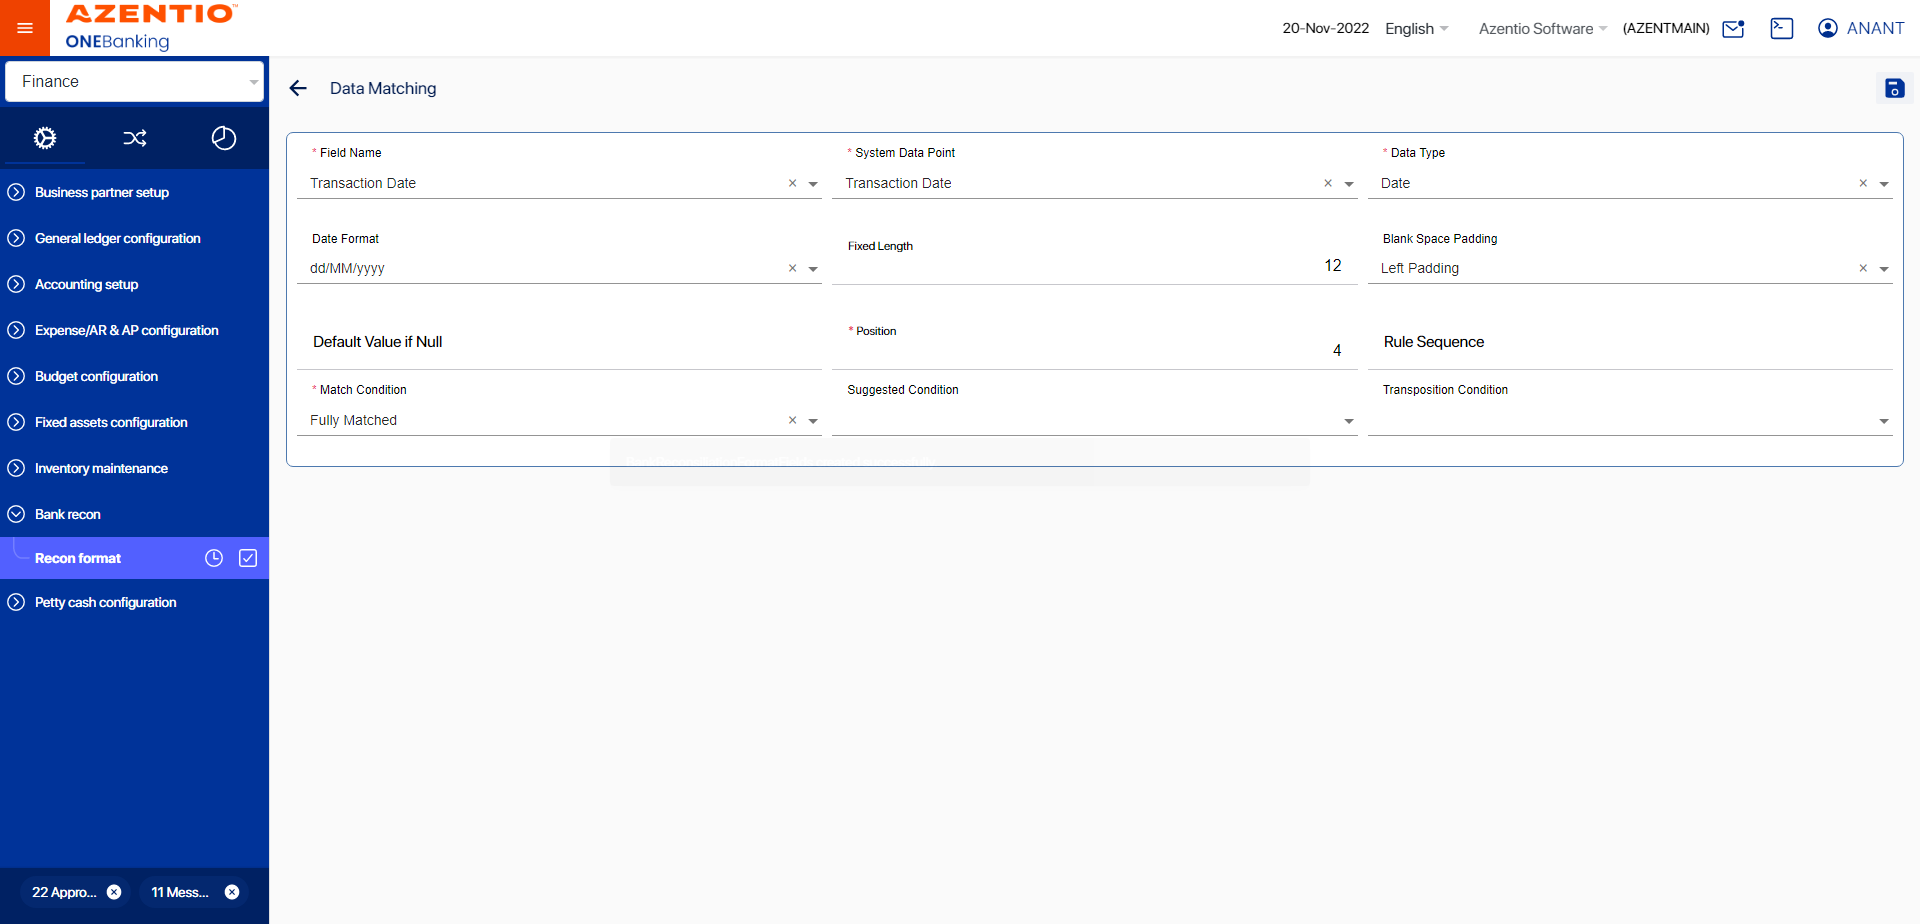 AZENTIO™
ONEBanking
20-Nov-2022
English
Azentio Software
(AZENTMAIN)
ANANT
Finance
Business partner setup
General ledger configuration
Accounting setup
Expense/AR & AP configuration
Budget configuration
Fixed assets configuration
Inventory maintenance
Bank recon
Recon format
Petty cash configuration
22 Appro...
11 Mess...
Data Matching
* Field Name
Transaction Date
* System Data Point
Transaction Date
* Data Type
Date
Date Format
dd/MM/yyyy
Fixed Length
12
Blank Space Padding
Left Padding
Default Value if Null
* Position
4
Rule Sequence
* Match Condition
Fully Matched
Suggested Condition
Transposition Condition